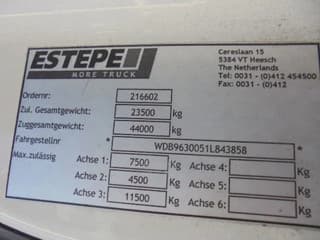 ESTEPE
MORE TRUCK
Cereslaan 15
5384 VT Heesch
The Netherlands
Tel: 0031 - (0)412 454500
Fax: 0031 - (0)412
Ordernr: 216602
Zul. Gesamtgewicht: 23500 kg
Zuggesamtgewicht: 44000 kg
Fahrgestellnr * WDB9630051L843858 *
Max.zulässig Achse 1: 7500 Kg Achse 4: Kg
Achse 2: 4500 Kg Achse 5: Kg
Achse 3: 11500 Kg Achse 6: Kg